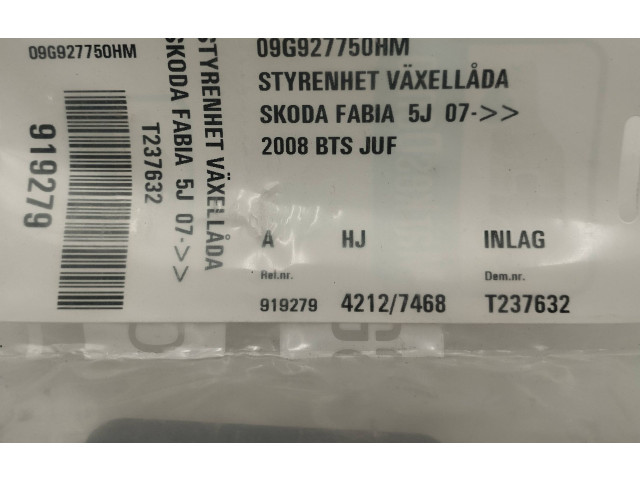 09G927750HM
STYRENHET VÄXELLÅDA
SKODA FABIA 5J 07->>
T237632
919279
09G927750HM
STYRENHET VÄXELLÅDA
SKODA FABIA 5J 07->>
2008 BTS JUF
A HJ INLAG
Rel.nr. Dem.nr.
919279 4212/7468 T237632